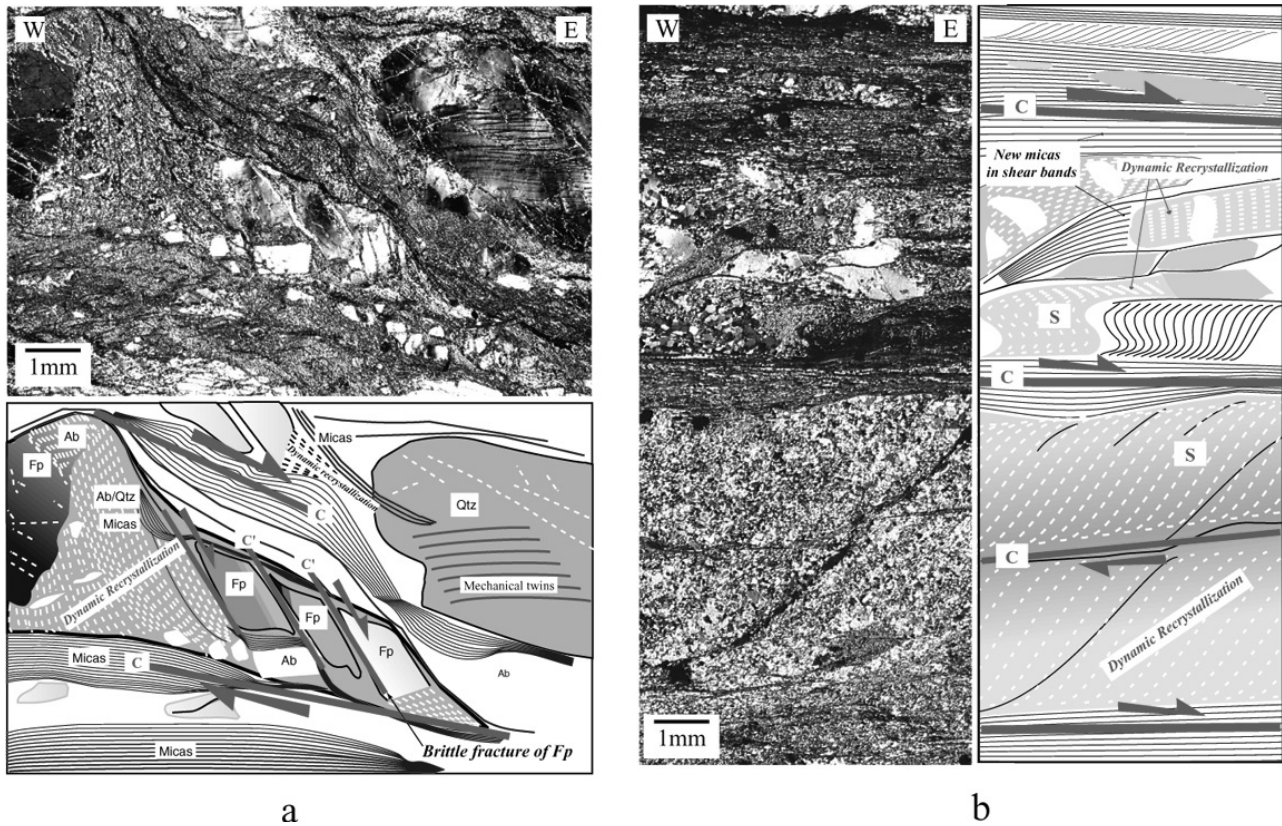 W
E
1mm
Ab
Fp
Ab/Qtz
Micas
Dynamic Recrystallization
Micas
Dynamic recrystallization
C
C'
C'
Fp
Fp
Fp
Qtz
Mechanical twins
Micas
C
Ab
Ab
Micas
Brittle fracture of Fp
a
W
E
1mm
C
New micas
in shear bands
Dynamic Recrystallization
S
C
S
C
Dynamic Recrystallization
b